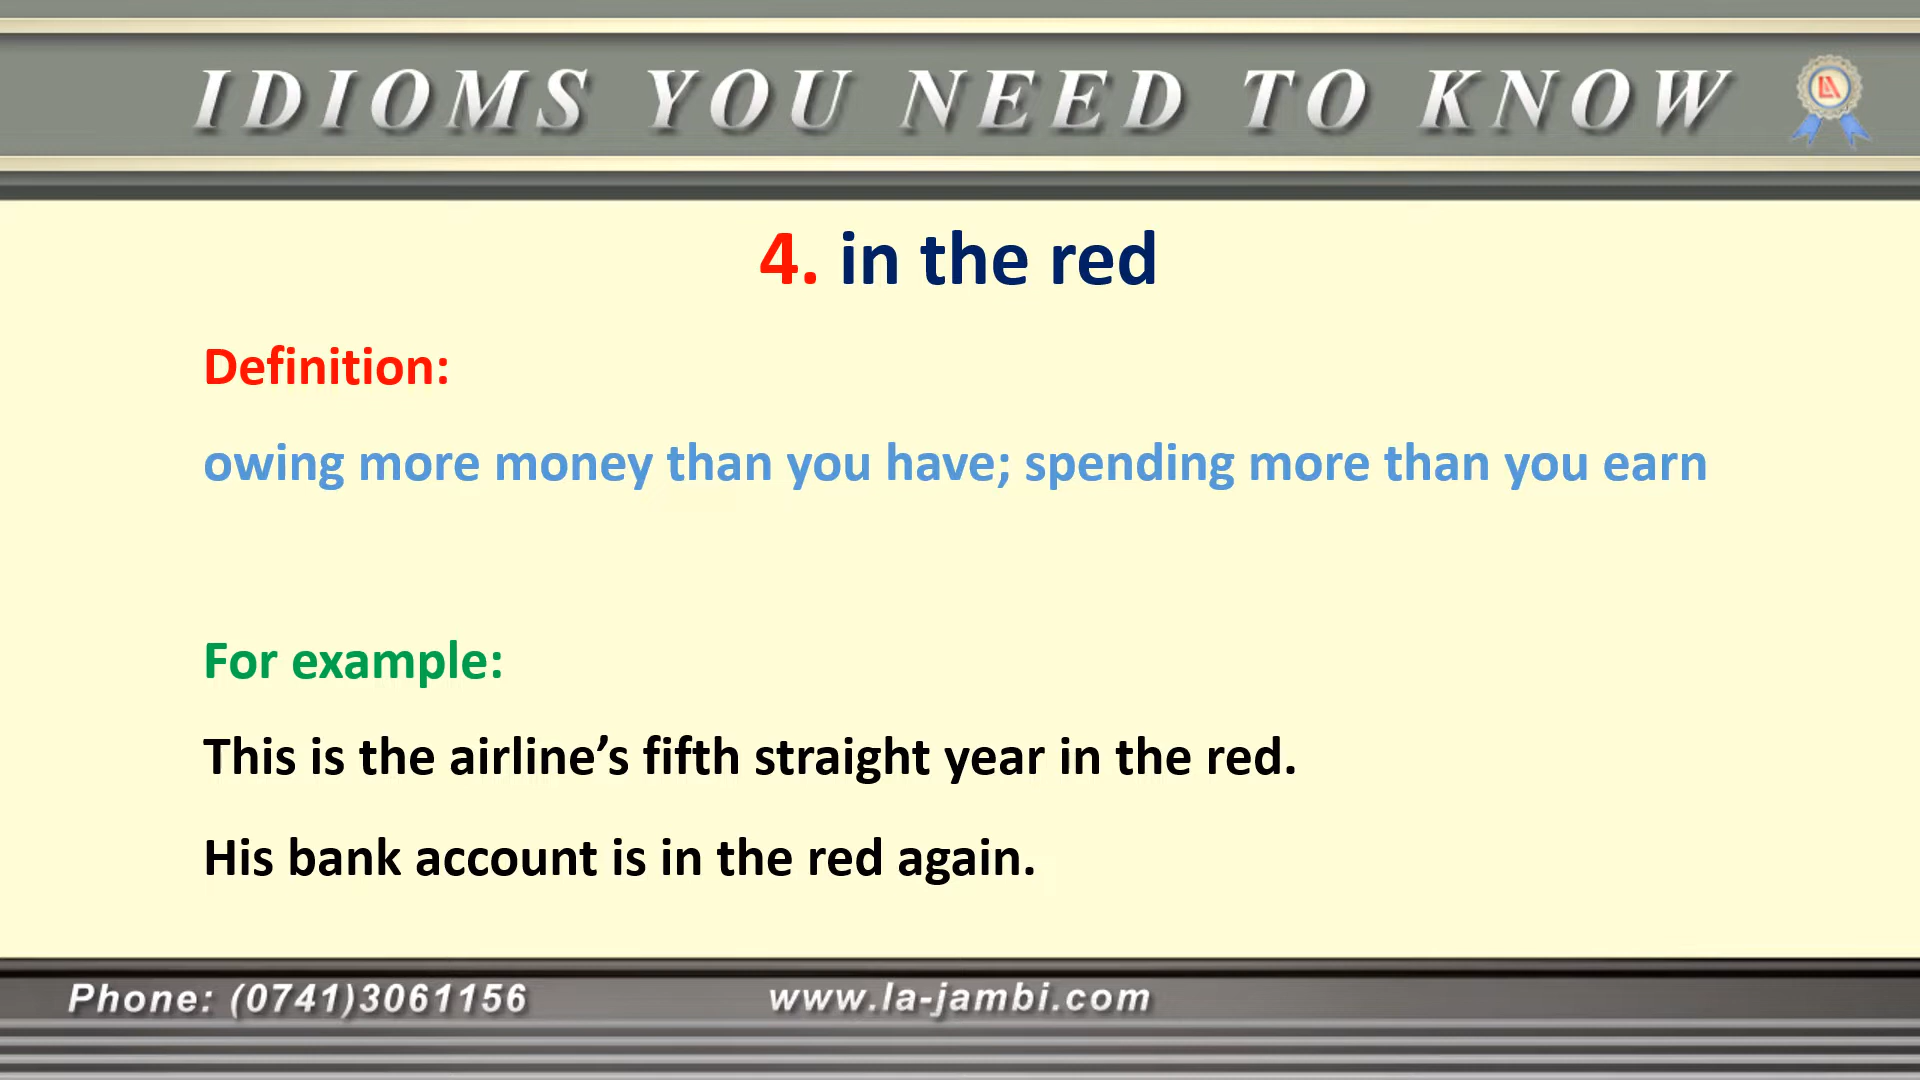 IDIOMS YOU NEED TO KNOW
LA
4. in the red
Definition:
owing more money than you have; spending more than you earn
For example:
This is the airline’s fifth straight year in the red.
His bank account is in the red again.
Phone: (0741)3061156
www.la-jambi.com